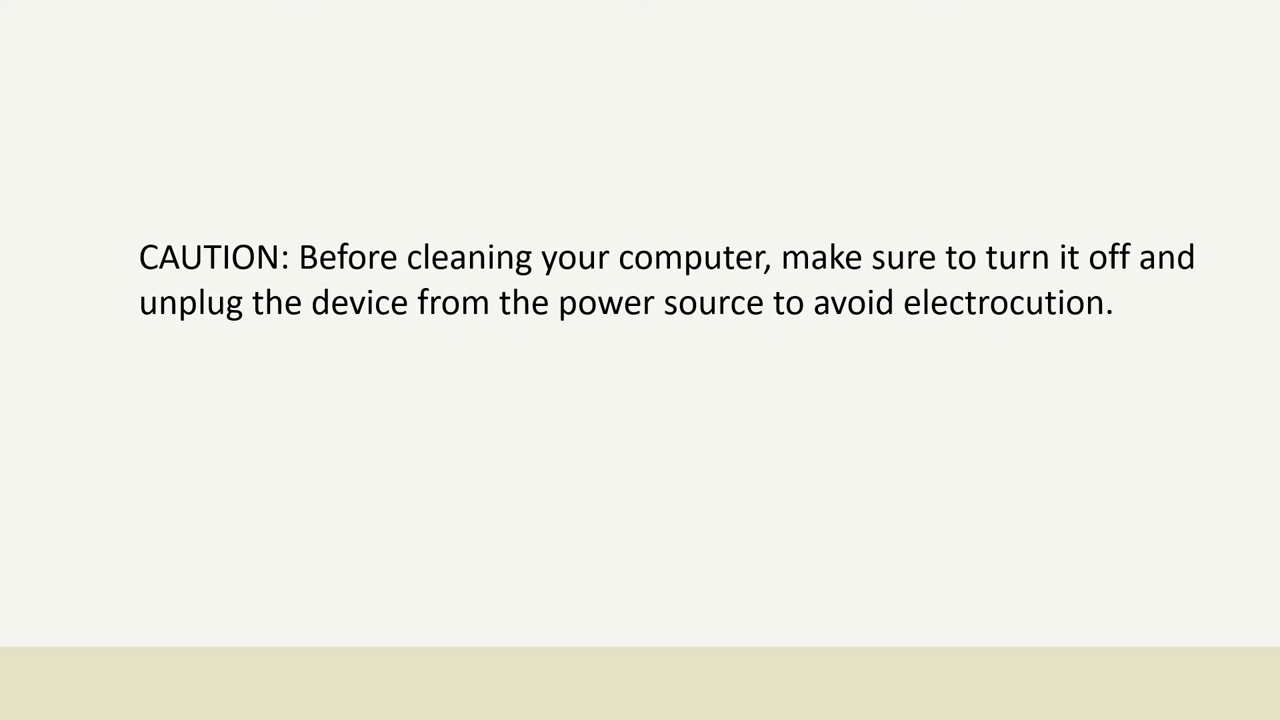 CAUTION: Before cleaning your computer, make sure to turn it off and
unplug the device from the power source to avoid electrocution.